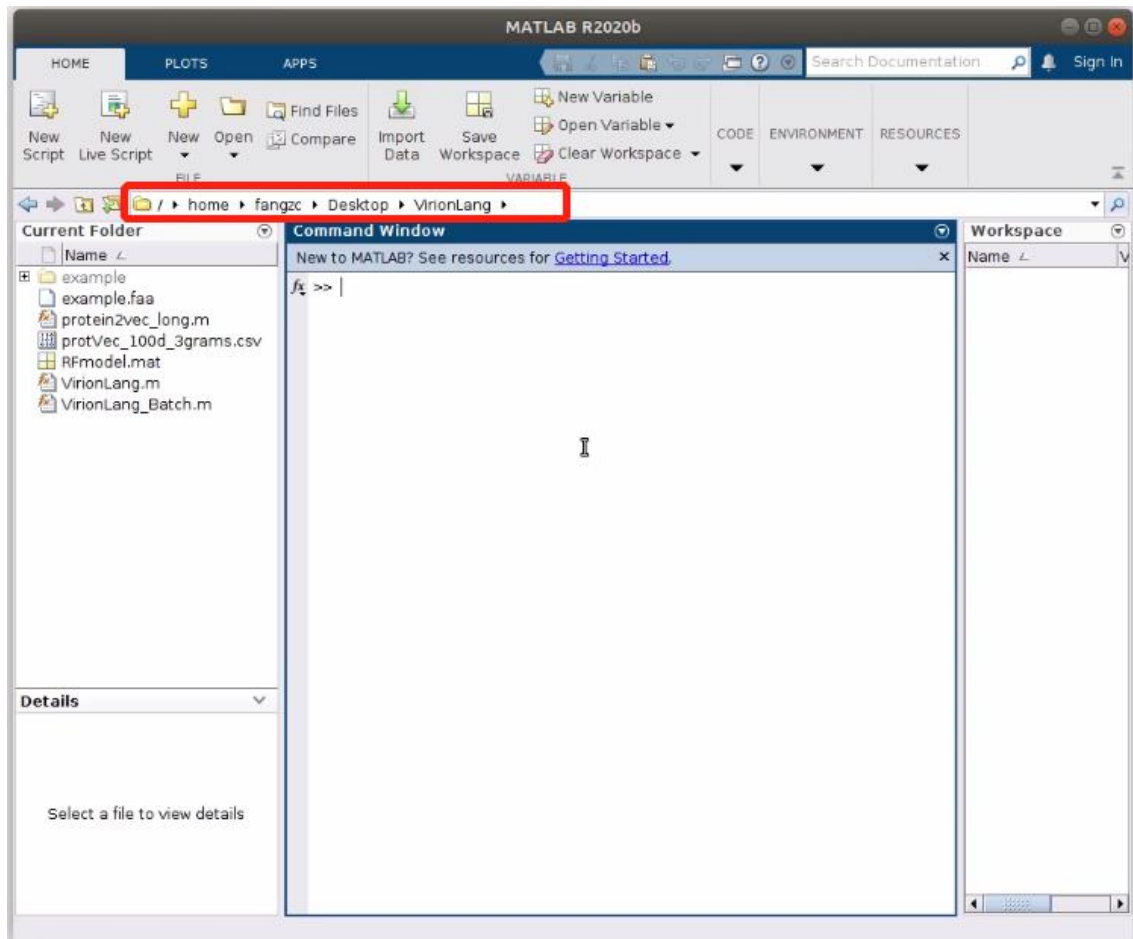 MATLAB R2020b
HOME PLOTS APPS Search Documentation Sign In
New Script New Live Script New Open Find Files Compare Import Data Save Workspace New Variable Open Variable Clear Workspace CODE ENVIRONMENT RESOURCES
FILE VARIABLE
/ home fangzc Desktop VirionLang
Current Folder
Name
example
example.faa
protein2vec_long.m
protVec_100d_3grams.csv
RFmodel.mat
VirionLang.m
VirionLang_Batch.m
Details
Select a file to view details
Command Window
New to MATLAB? See resources for Getting Started.
fx >>
Workspace
Name V